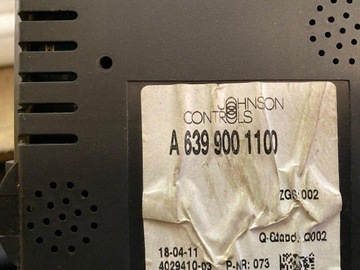 JOHNSON
CONTROLS
A 639 900 1100
ZGS 002
Q-Stand: 0002
18-04-11
4029410-03 P-NR: 073